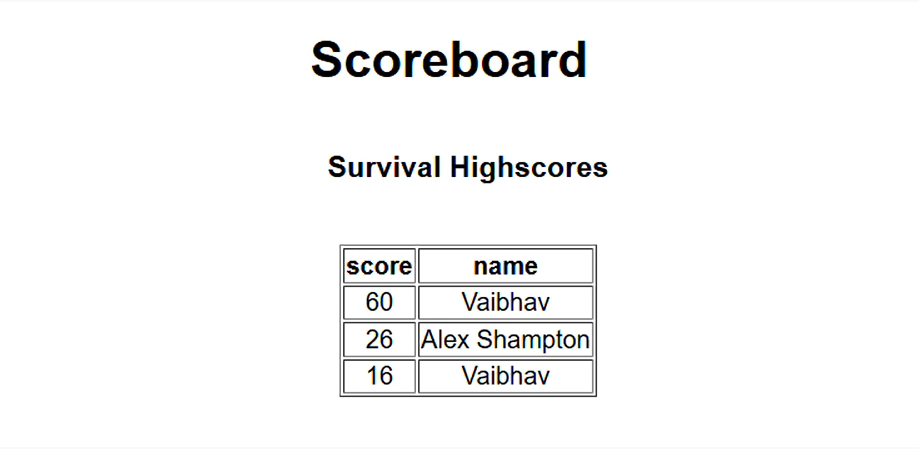 Scoreboard
Survival Highscores
score name
60 Vaibhav
26 Alex Shampton
16 Vaibhav